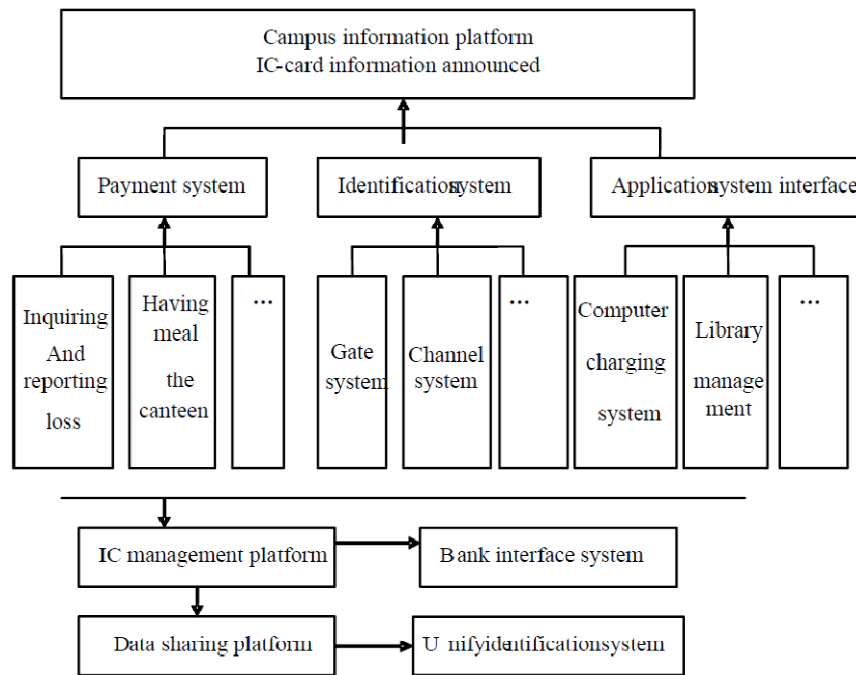 Campus information platform
IC-card information announced
Payment system
Identificationsystem
Applicationsystem interface
Inquiring
And
reporting
loss
Having
meal
the
canteen
...
Gate
system
Channel
system
...
Computer
charging
system
Library
manage
ment
...
IC management platform
Bank interface system
Data sharing platform
U nifyidentificationsystem